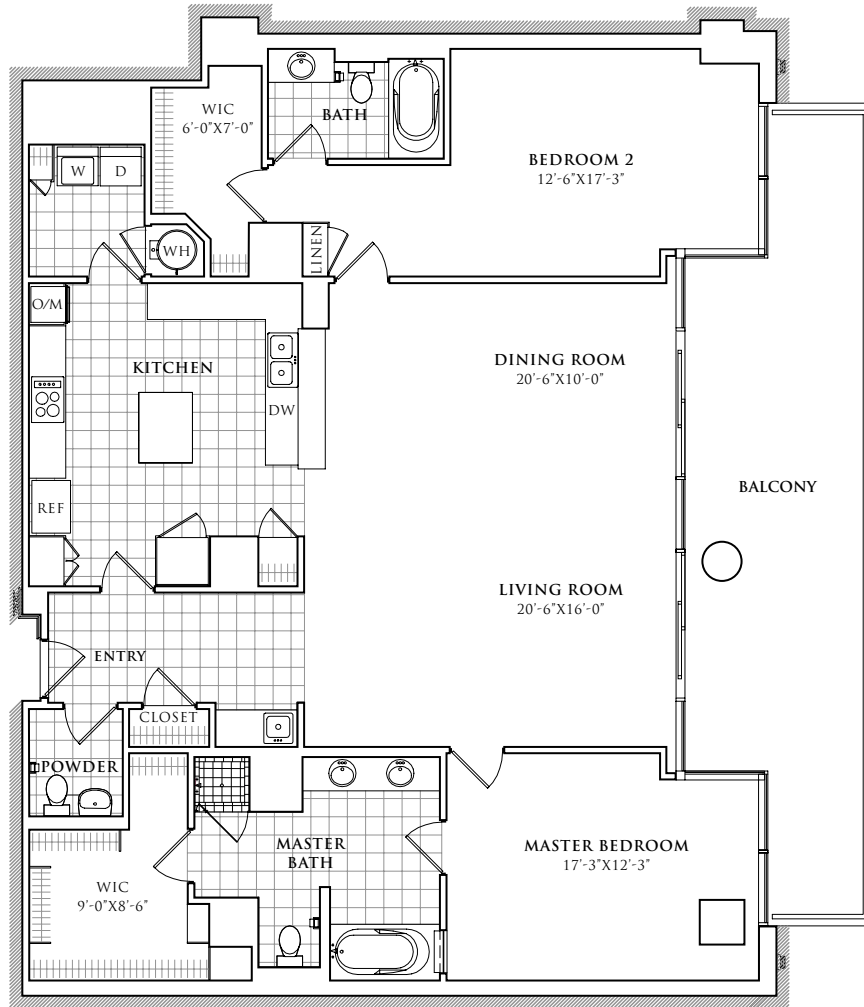 WIC
6'-0"X7'-0"
BATH
BEDROOM 2
12'-6"X17'-3"
W
D
WH
LINEN
O/M
KITCHEN
DINING ROOM
20'-6"X10'-0"
DW
REF
BALCONY
LIVING ROOM
20'-6"X16'-0"
ENTRY
CLOSET
POWDER
MASTER
BATH
MASTER BEDROOM
17'-3"X12'-3"
WIC
9'-0"X8'-6"